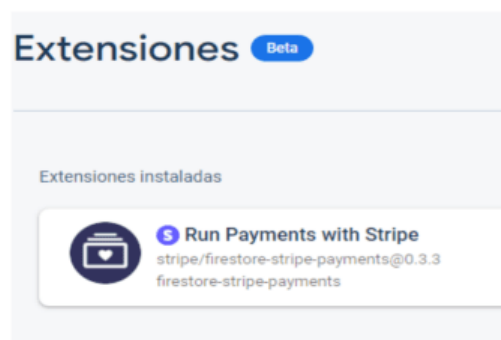 Extensiones Beta
Extensiones instaladas
S Run Payments with Stripe
stripe/firestore-stripe-payments@0.3.3
firestore-stripe-payments